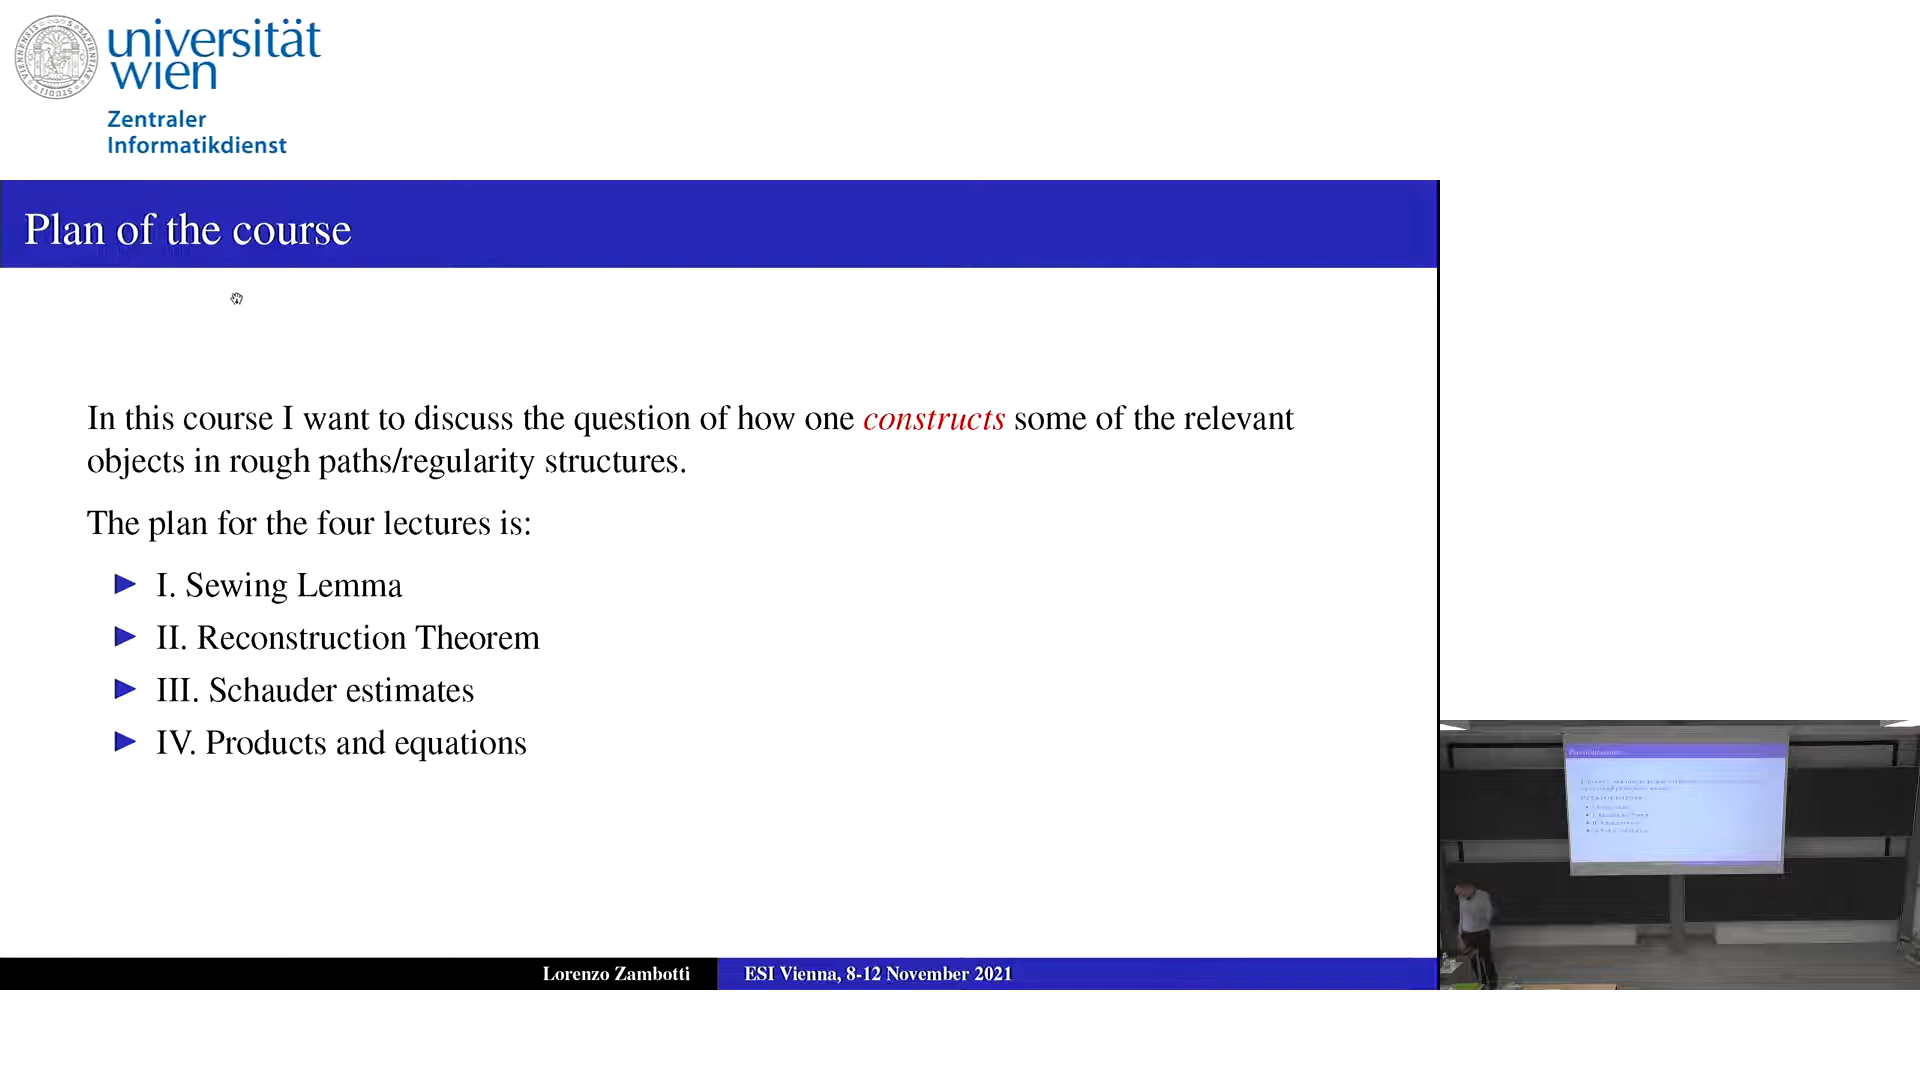 universität
wien
Zentraler
Informatikdienst
Plan of the course
In this course I want to discuss the question of how one constructs some of the relevant
objects in rough paths/regularity structures.
The plan for the four lectures is:
I. Sewing Lemma
II. Reconstruction Theorem
III. Schauder estimates
IV. Products and equations
Lorenzo Zambotti
ESI Vienna, 8-12 November 2021